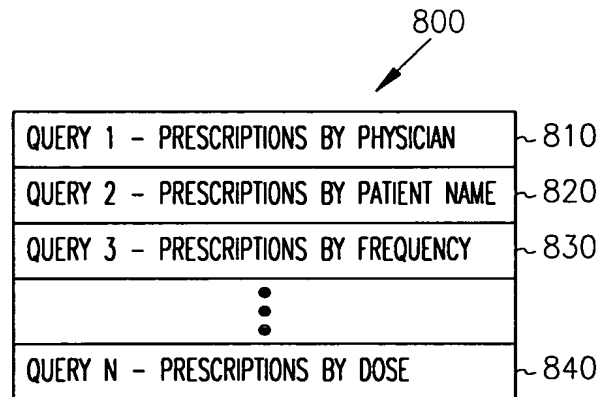 800
QUERY 1 - PRESCRIPTIONS BY PHYSICIAN 810
QUERY 2 - PRESCRIPTIONS BY PATIENT NAME 820
QUERY 3 - PRESCRIPTIONS BY FREQUENCY 830
QUERY N - PRESCRIPTIONS BY DOSE 840